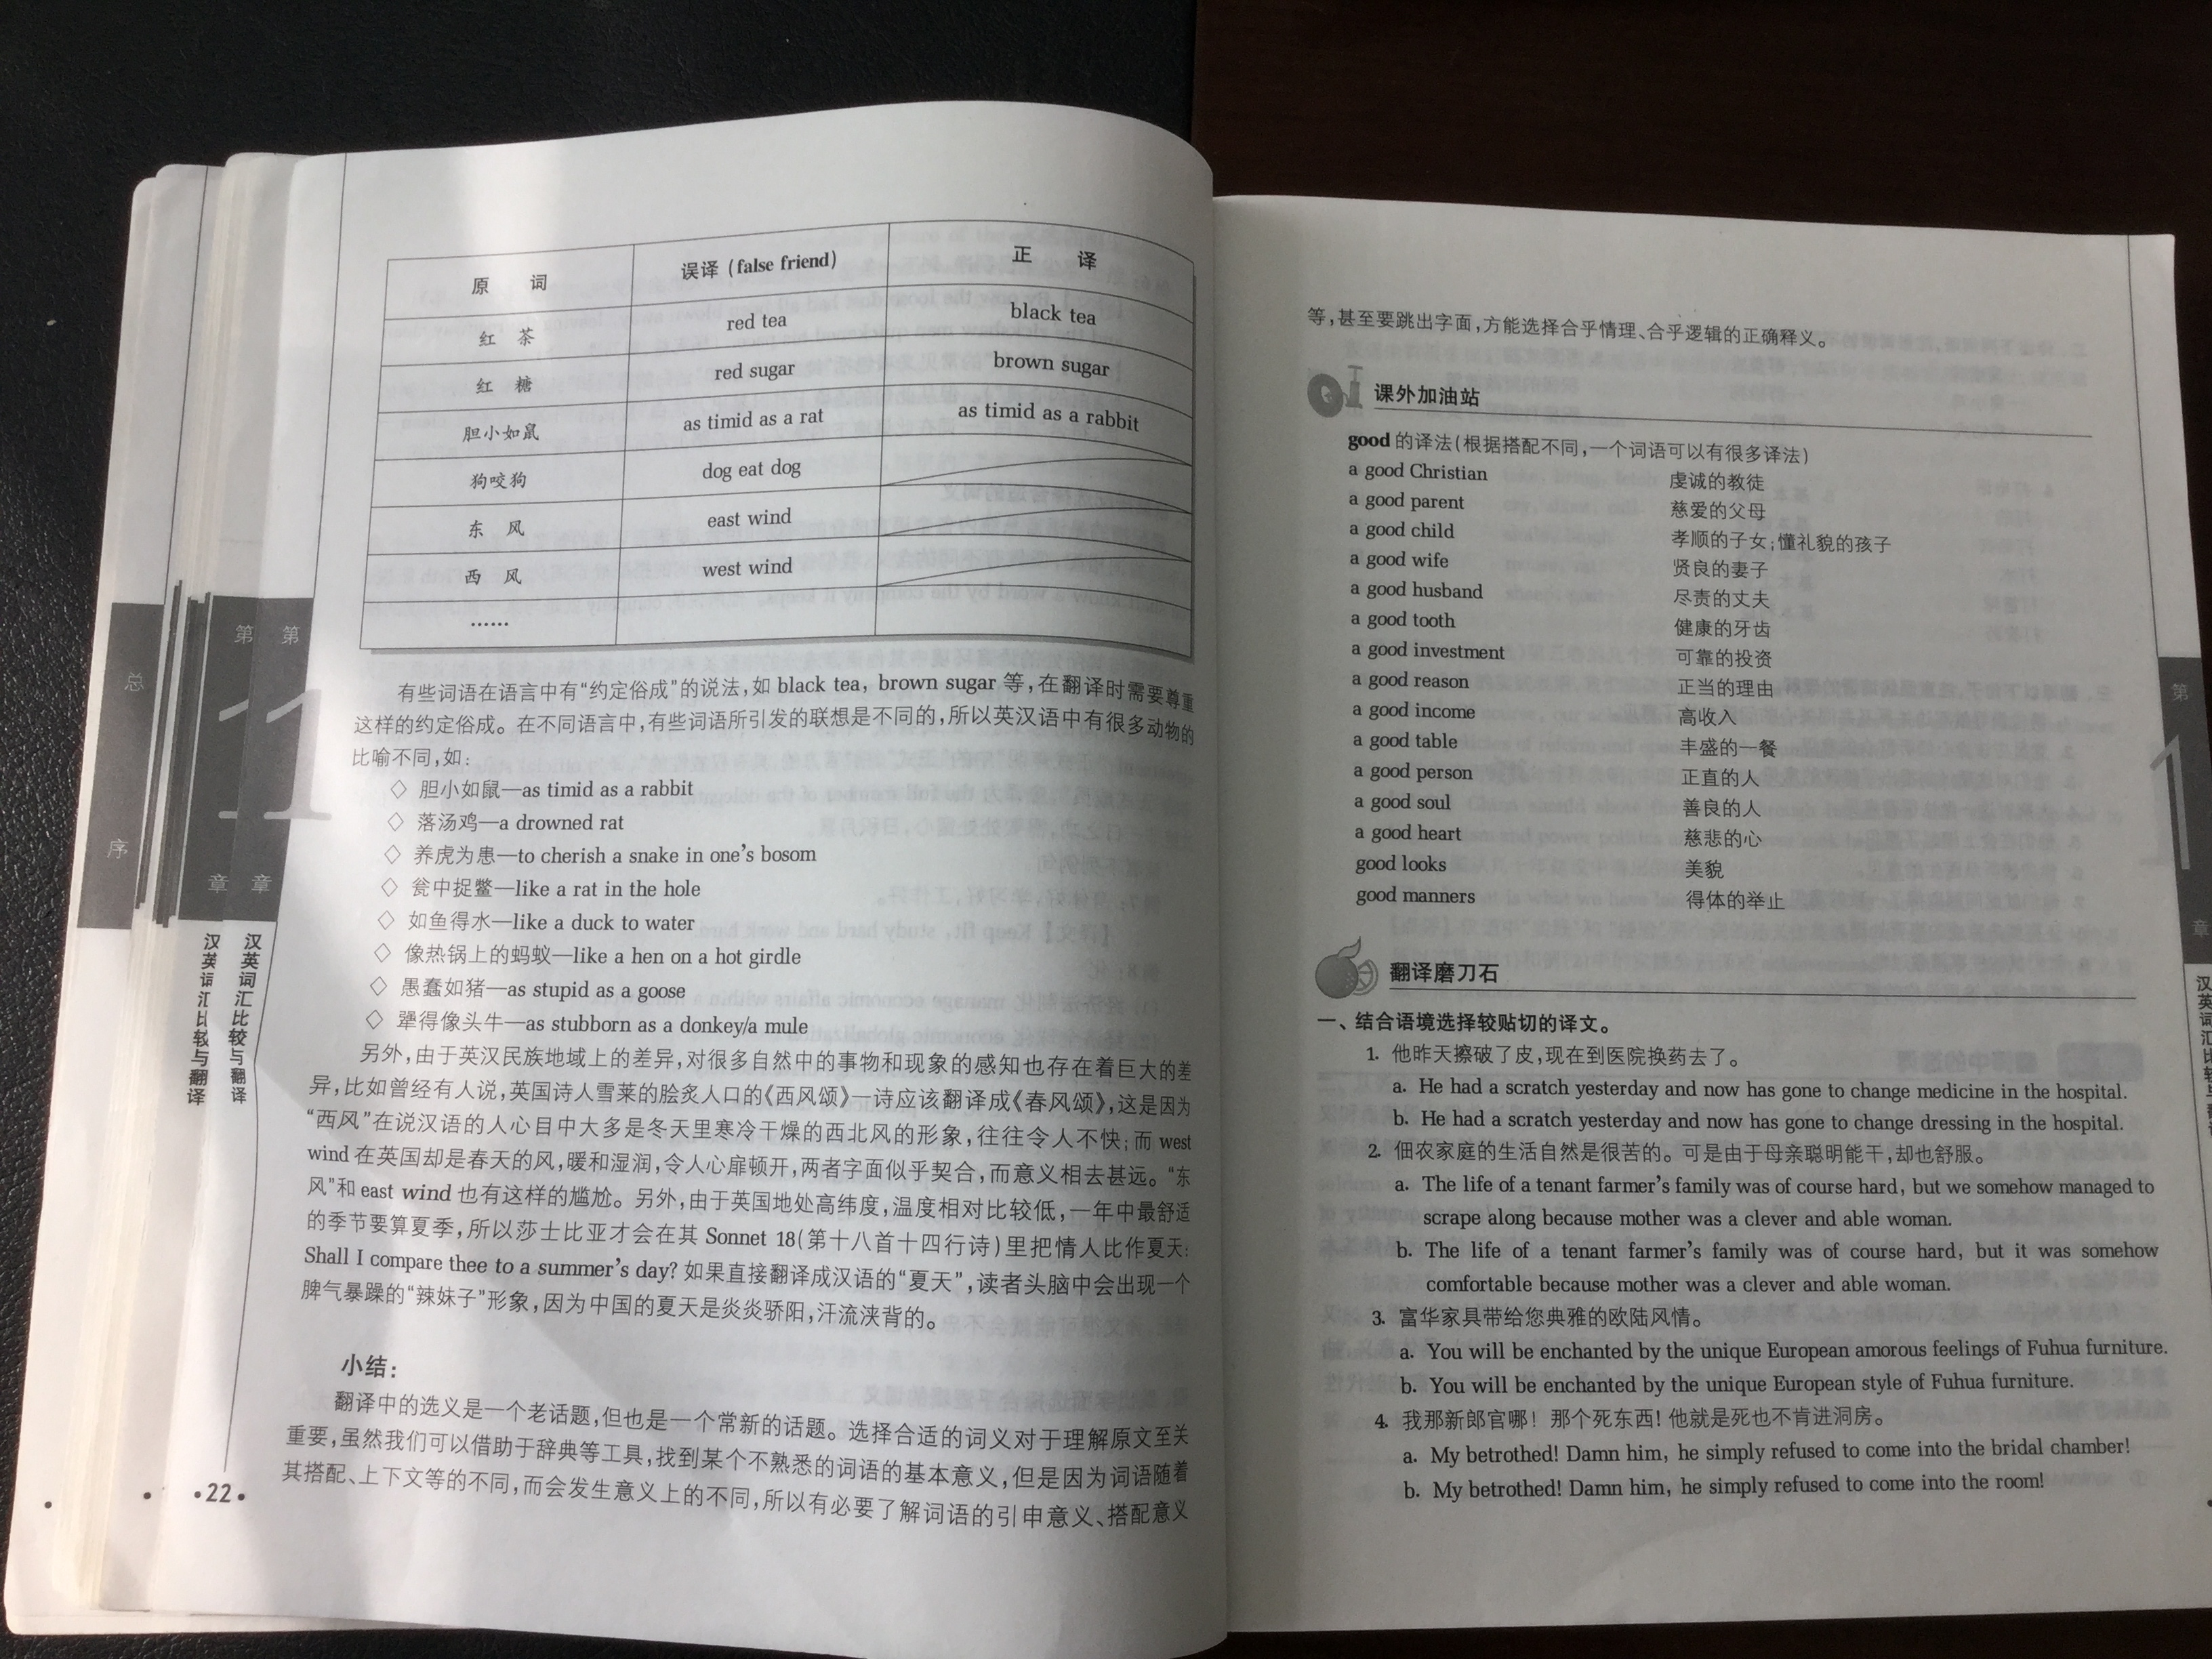 原 词 误译 (false friend) 正 译
红 茶 red tea black tea
红 糖 red sugar brown sugar
胆小如鼠 as timid as a rat as timid as a rabbit
狗咬狗 dog eat dog
东 风 east wind
西 风 west wind
……
有些词语在语言中有“约定俗成”的说法,如 black tea, brown sugar 等,在翻译时需要尊重
这样的约定俗成。在不同语言中,有些词语所引发的联想是不同的,所以英汉语中有很多动物的
比喻不同,如:
◇ 胆小如鼠—as timid as a rabbit
◇ 落汤鸡—a drowned rat
◇ 养虎为患—to cherish a snake in one's bosom
◇ 瓮中捉鳖—like a rat in the hole
◇ 如鱼得水—like a duck to water
◇ 像热锅上的蚂蚁—like a hen on a hot girdle
◇ 愚蠢如猪—as stupid as a goose
◇ 犟得像头牛—as stubborn as a donkey/a mule
另外,由于英汉民族地域上的差异,对很多自然中的事物和现象的感知也存在着巨大的差
异,比如曾经有人说,英国诗人雪莱的脍炙人口的《西风颂》一诗应该翻译成《春风颂》,这是因为
“西风”在说汉语的人心目中大多是冬天里寒冷干燥的西北风的形象,往往令人不快;而 west
wind 在英国却是春天的风,暖和湿润,令人心扉顿开,两者字面似乎契合,而意义相去甚远。“东
风”和 east wind 也有这样的尴尬。另外,由于英国地处高纬度,温度相对比较低,一年中最舒适
的季节要算夏季,所以莎士比亚才会在其 Sonnet 18(第十八首十四行诗)里把情人比作夏天:
Shall I compare thee to a summer's day? 如果直接翻译成汉语的“夏天”,读者头脑中会出现一个
脾气暴躁的“辣妹子”形象,因为中国的夏天是炎炎骄阳,汗流浃背的。
小结:
翻译中的选义是一个老话题,但也是一个常新的话题。选择合适的词义对于理解原文至关
重要,虽然我们可以借助于辞典等工具,找到某个不熟悉的词语的基本意义,但是因为词语随着
其搭配、上下文等的不同,而会发生意义上的不同,所以有必要了解词语的引申意义、搭配意义
•22•
第
1
章
汉英词汇比较与翻译
第
章
汉英词汇比较与翻译
总
序
等,甚至要跳出字面,方能选择合乎情理、合乎逻辑的正确释义。
课外加油站
good 的译法(根据搭配不同,一个词语可以有很多译法)
a good Christian 虔诚的教徒
a good parent 慈爱的父母
a good child 孝顺的子女;懂礼貌的孩子
a good wife 贤良的妻子
a good husband 尽责的丈夫
a good tooth 健康的牙齿
a good investment 可靠的投资
a good reason 正当的理由
a good income 高收入
a good table 丰盛的一餐
a good person 正直的人
a good soul 善良的人
a good heart 慈悲的心
good looks 美貌
good manners 得体的举止
翻译磨刀石
一、结合语境选择较贴切的译文。
1. 他昨天擦破了皮,现在到医院换药去了。
a. He had a scratch yesterday and now has gone to change medicine in the hospital.
b. He had a scratch yesterday and now has gone to change dressing in the hospital.
2. 佃农家庭的生活自然是很苦的。可是由于母亲聪明能干,却也舒服。
a. The life of a tenant farmer's family was of course hard, but we somehow managed to
scrape along because mother was a clever and able woman.
b. The life of a tenant farmer's family was of course hard, but it was somehow
comfortable because mother was a clever and able woman.
3. 富华家具带给您典雅的欧陆风情。
a. You will be enchanted by the unique European amorous feelings of Fuhua furniture.
b. You will be enchanted by the unique European style of Fuhua furniture.
4. 我那新郎官啊!那个死东西!他就是死也不肯进洞房。
a. My betrothed! Damn him, he simply refused to come into the bridal chamber!
b. My betrothed! Damn him, he simply refused to come into the room!
第
1
章